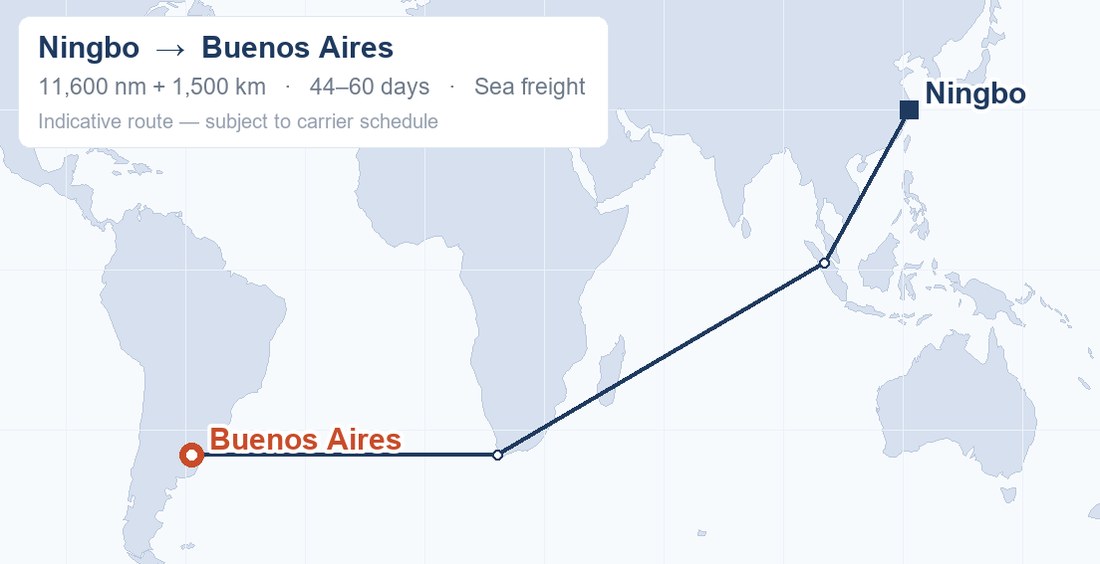 Ningbo → Buenos Aires
11,600 nm + 1,500 km · 44–60 days · Sea freight
Indicative route — subject to carrier schedule
Ningbo
Buenos Aires